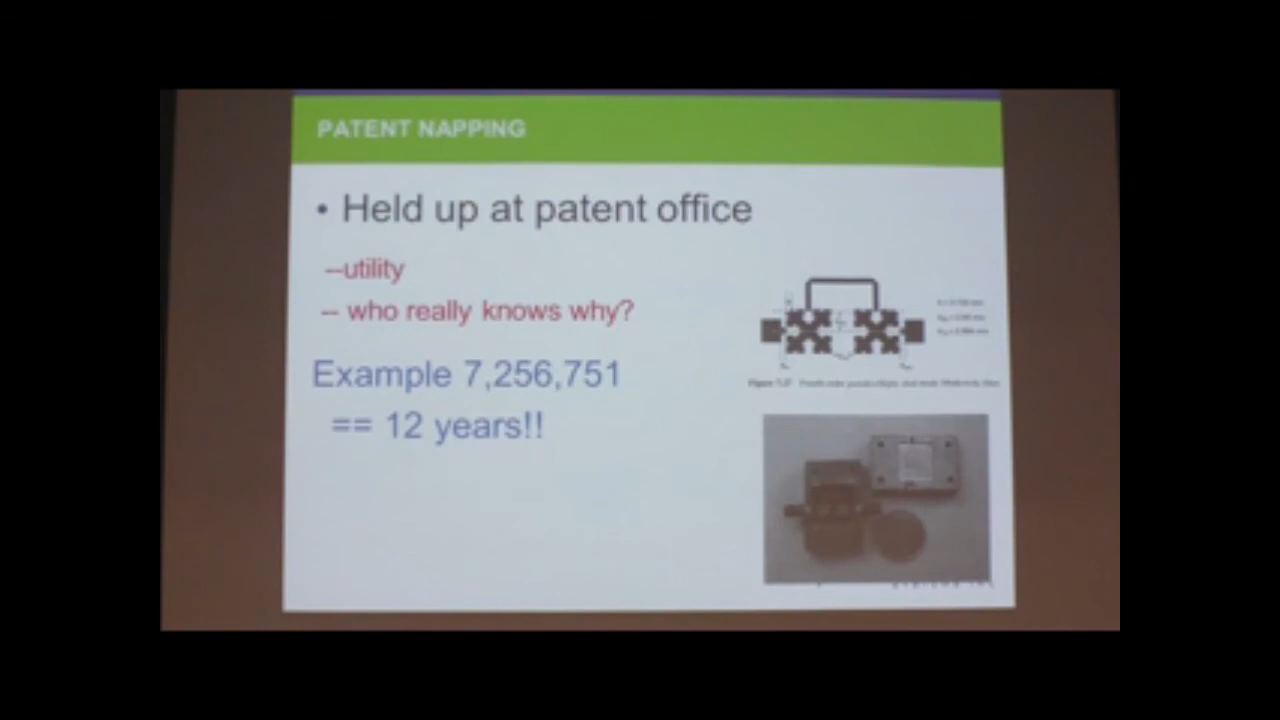 PATENT NAPPING
• Held up at patent office
--utility
-- who really knows why?
Example 7,256,751
== 12 years!!